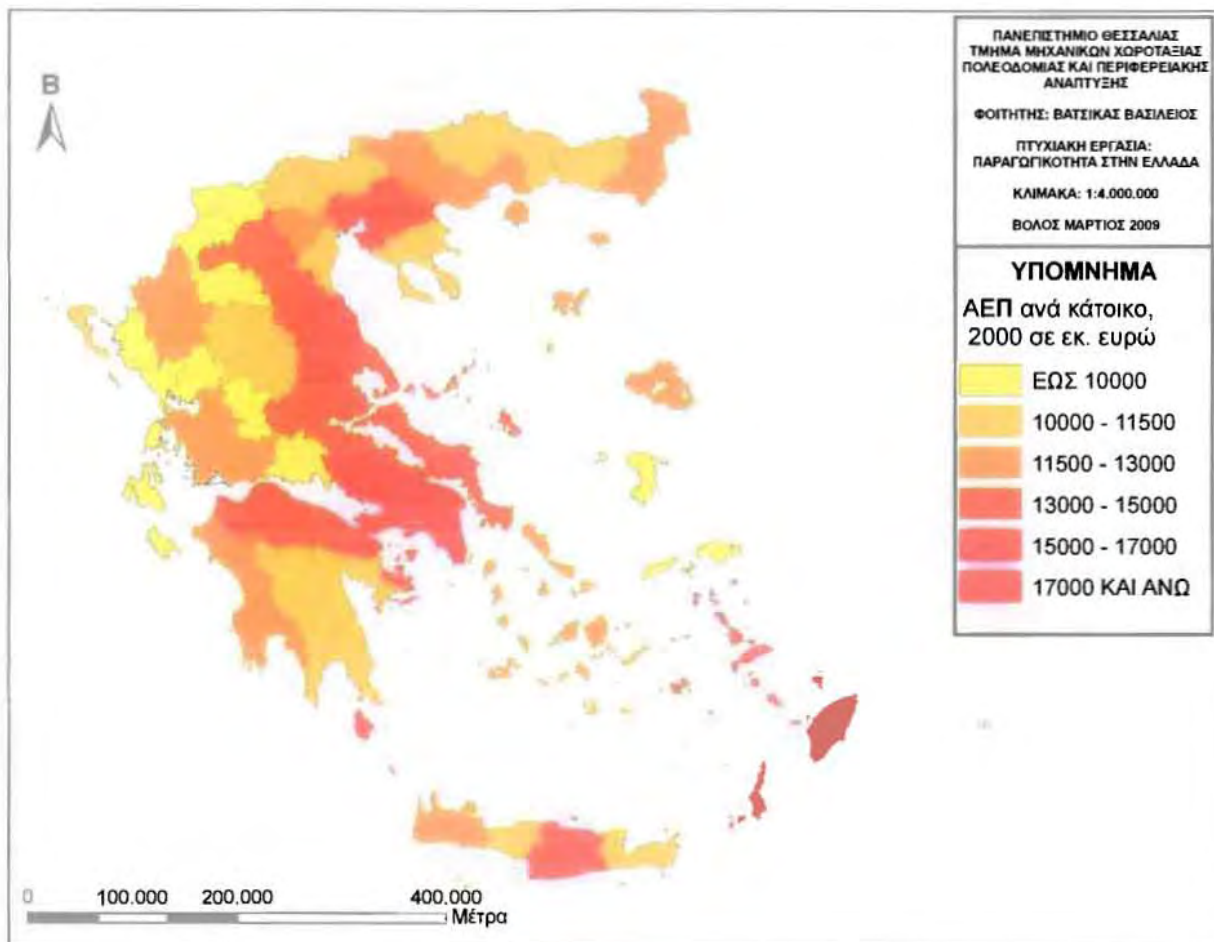 Β
ΠΑΝΕΠΙΣΤΗΜΙΟ ΘΕΣΣΑΛΙΑΣ
ΤΜΗΜΑ ΜΗΧΑΝΙΚΩΝ ΧΩΡΟΤΑΞΙΑΣ
ΠΟΛΕΟΔΟΜΙΑΣ ΚΑΙ ΠΕΡΙΦΕΡΕΙΑΚΗΣ
ΑΝΑΠΤΥΞΗΣ
ΦΟΙΤΗΤΗΣ: ΒΑΤΣΙΚΑΣ ΒΑΣΙΛΕΙΟΣ
ΠΤΥΧΙΑΚΗ ΕΡΓΑΣΙΑ:
ΠΑΡΑΓΩΓΙΚΟΤΗΤΑ ΣΤΗΝ ΕΛΛΑΔΑ
ΚΛΙΜΑΚΑ: 1:4.000.000
ΒΟΛΟΣ ΜΑΡΤΙΟΣ 2009
ΥΠΟΜΝΗΜΑ
ΑΕΠ ανά κάτοικο,
2000 σε εκ. ευρώ
ΕΩΣ 10000
10000 - 11500
11500 - 13000
13000 - 15000
15000 - 17000
17000 ΚΑΙ ΑΝΩ
0 100.000 200.000 400.000
Μέτρα